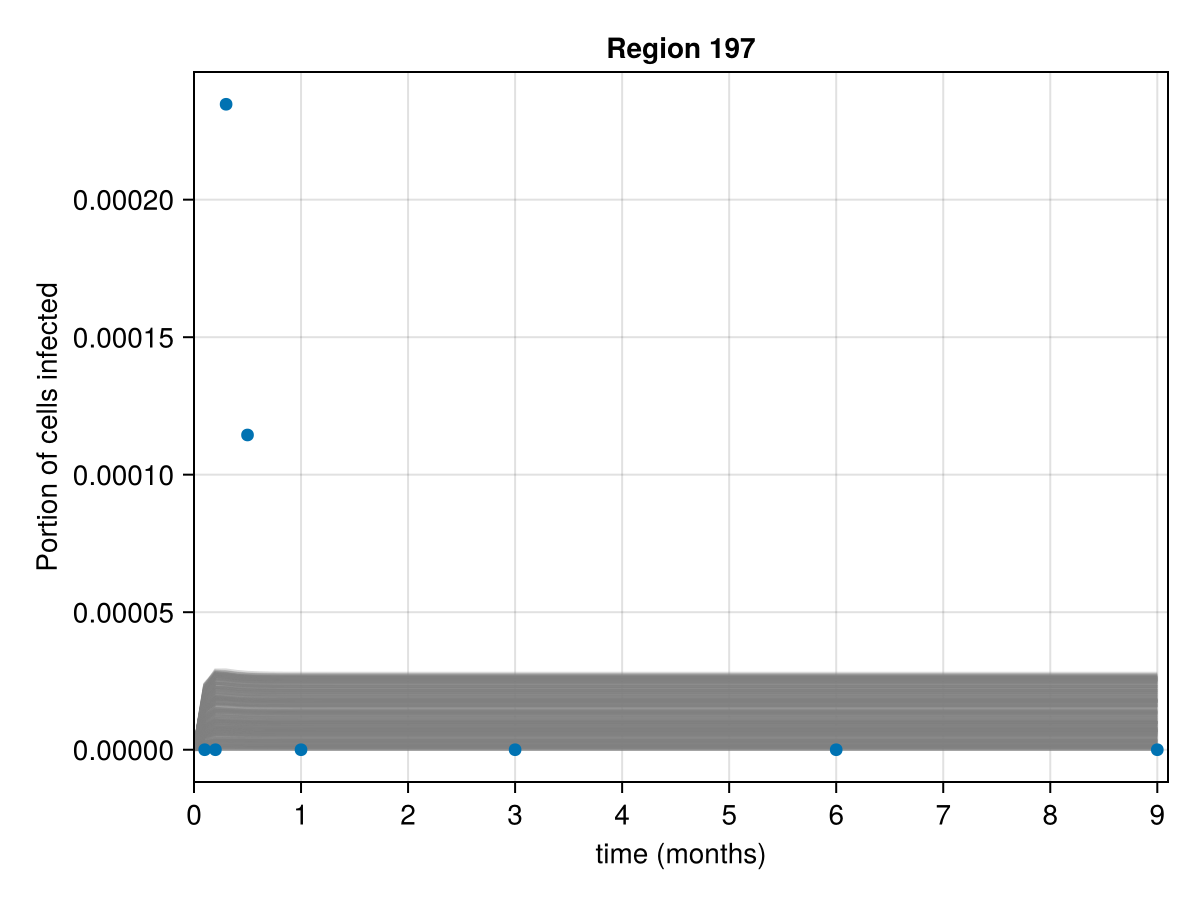 Region 197
Portion of cells infected
0.00020
0.00015
0.00010
0.00005
0.00000
0 1 2 3 4 5 6 7 8 9
time (months)